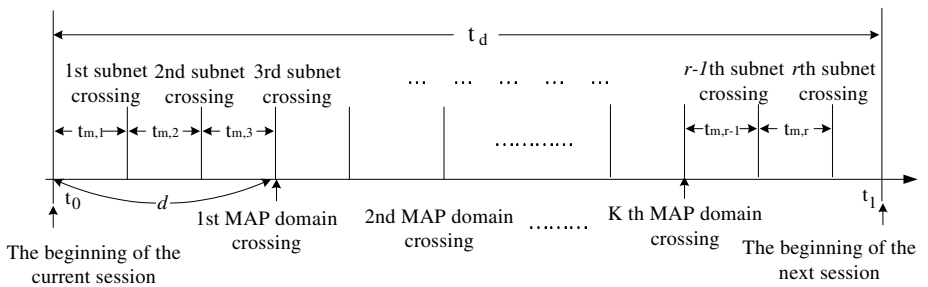 t d
1st subnet crossing
2nd subnet crossing
3rd subnet crossing
... ... ... ... ...
r-1th subnet crossing
rth subnet crossing
tm,1
tm,2
tm,3
............
tm,r-1
tm,r
t0
d
t1
1st MAP domain crossing
2nd MAP domain crossing
.........
K th MAP domain crossing
The beginning of the current session
The beginning of the next session